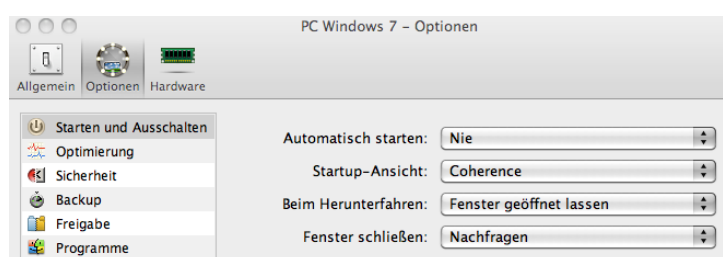 PC Windows 7 – Optionen
Allgemein Optionen Hardware
Starten und Ausschalten
Optimierung
Sicherheit
Backup
Freigabe
Programme
Automatisch starten: Nie
Startup-Ansicht: Coherence
Beim Herunterfahren: Fenster geöffnet lassen
Fenster schließen: Nachfragen